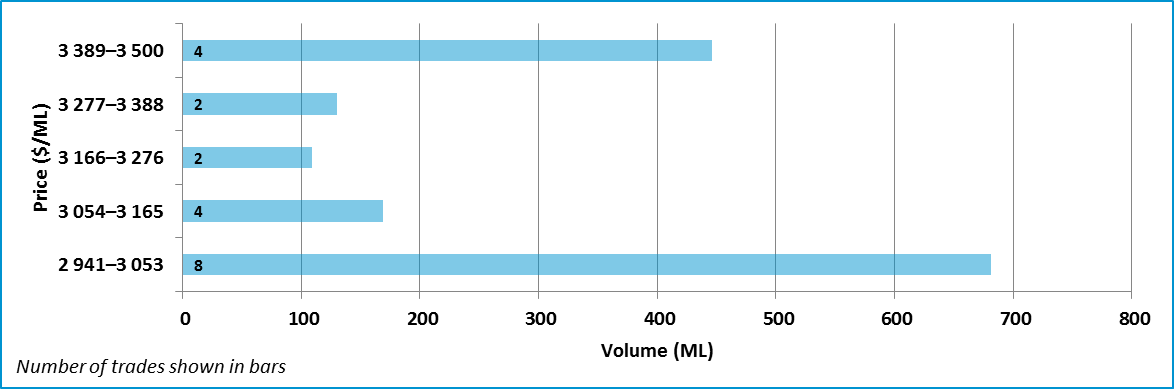 Price ($/ML)
3 389–3 500
4
3 277–3 388
2
3 166–3 276
2
3 054–3 165
4
2 941–3 053
8
0 100 200 300 400 500 600 700 800
Volume (ML)
Number of trades shown in bars